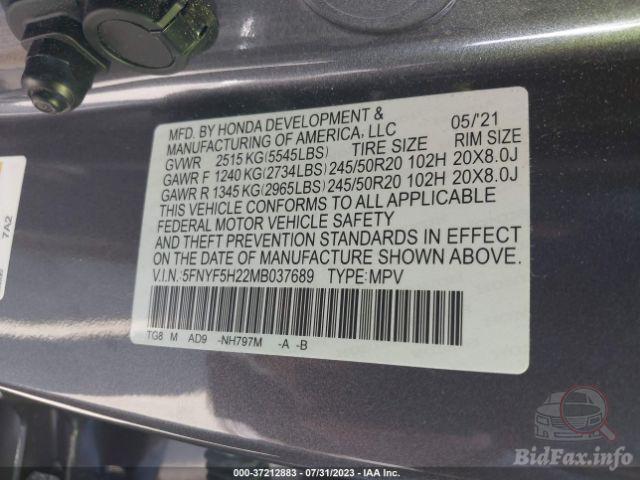 MFD. BY HONDA DEVELOPMENT &
MANUFACTURING OF AMERICA, LLC 05/'21
GVWR 2515 KG(5545LBS) TIRE SIZE RIM SIZE
GAWR F 1240 KG(2734LBS) 245/50R20 102H 20X8.0J
GAWR R 1345 KG(2965LBS) 245/50R20 102H 20X8.0J
THIS VEHICLE CONFORMS TO ALL APPLICABLE
FEDERAL MOTOR VEHICLE SAFETY
AND THEFT PREVENTION STANDARDS IN EFFECT
ON THE DATE OF MANUFACTURE SHOWN ABOVE.
V.I.N.:5FNYF5H22MB037689 TYPE:MPV
TG8 M AD9 -NH797M -A -B
7A2
BidFax.info
000-37212883 / 07/31/2023 / IAA Inc.